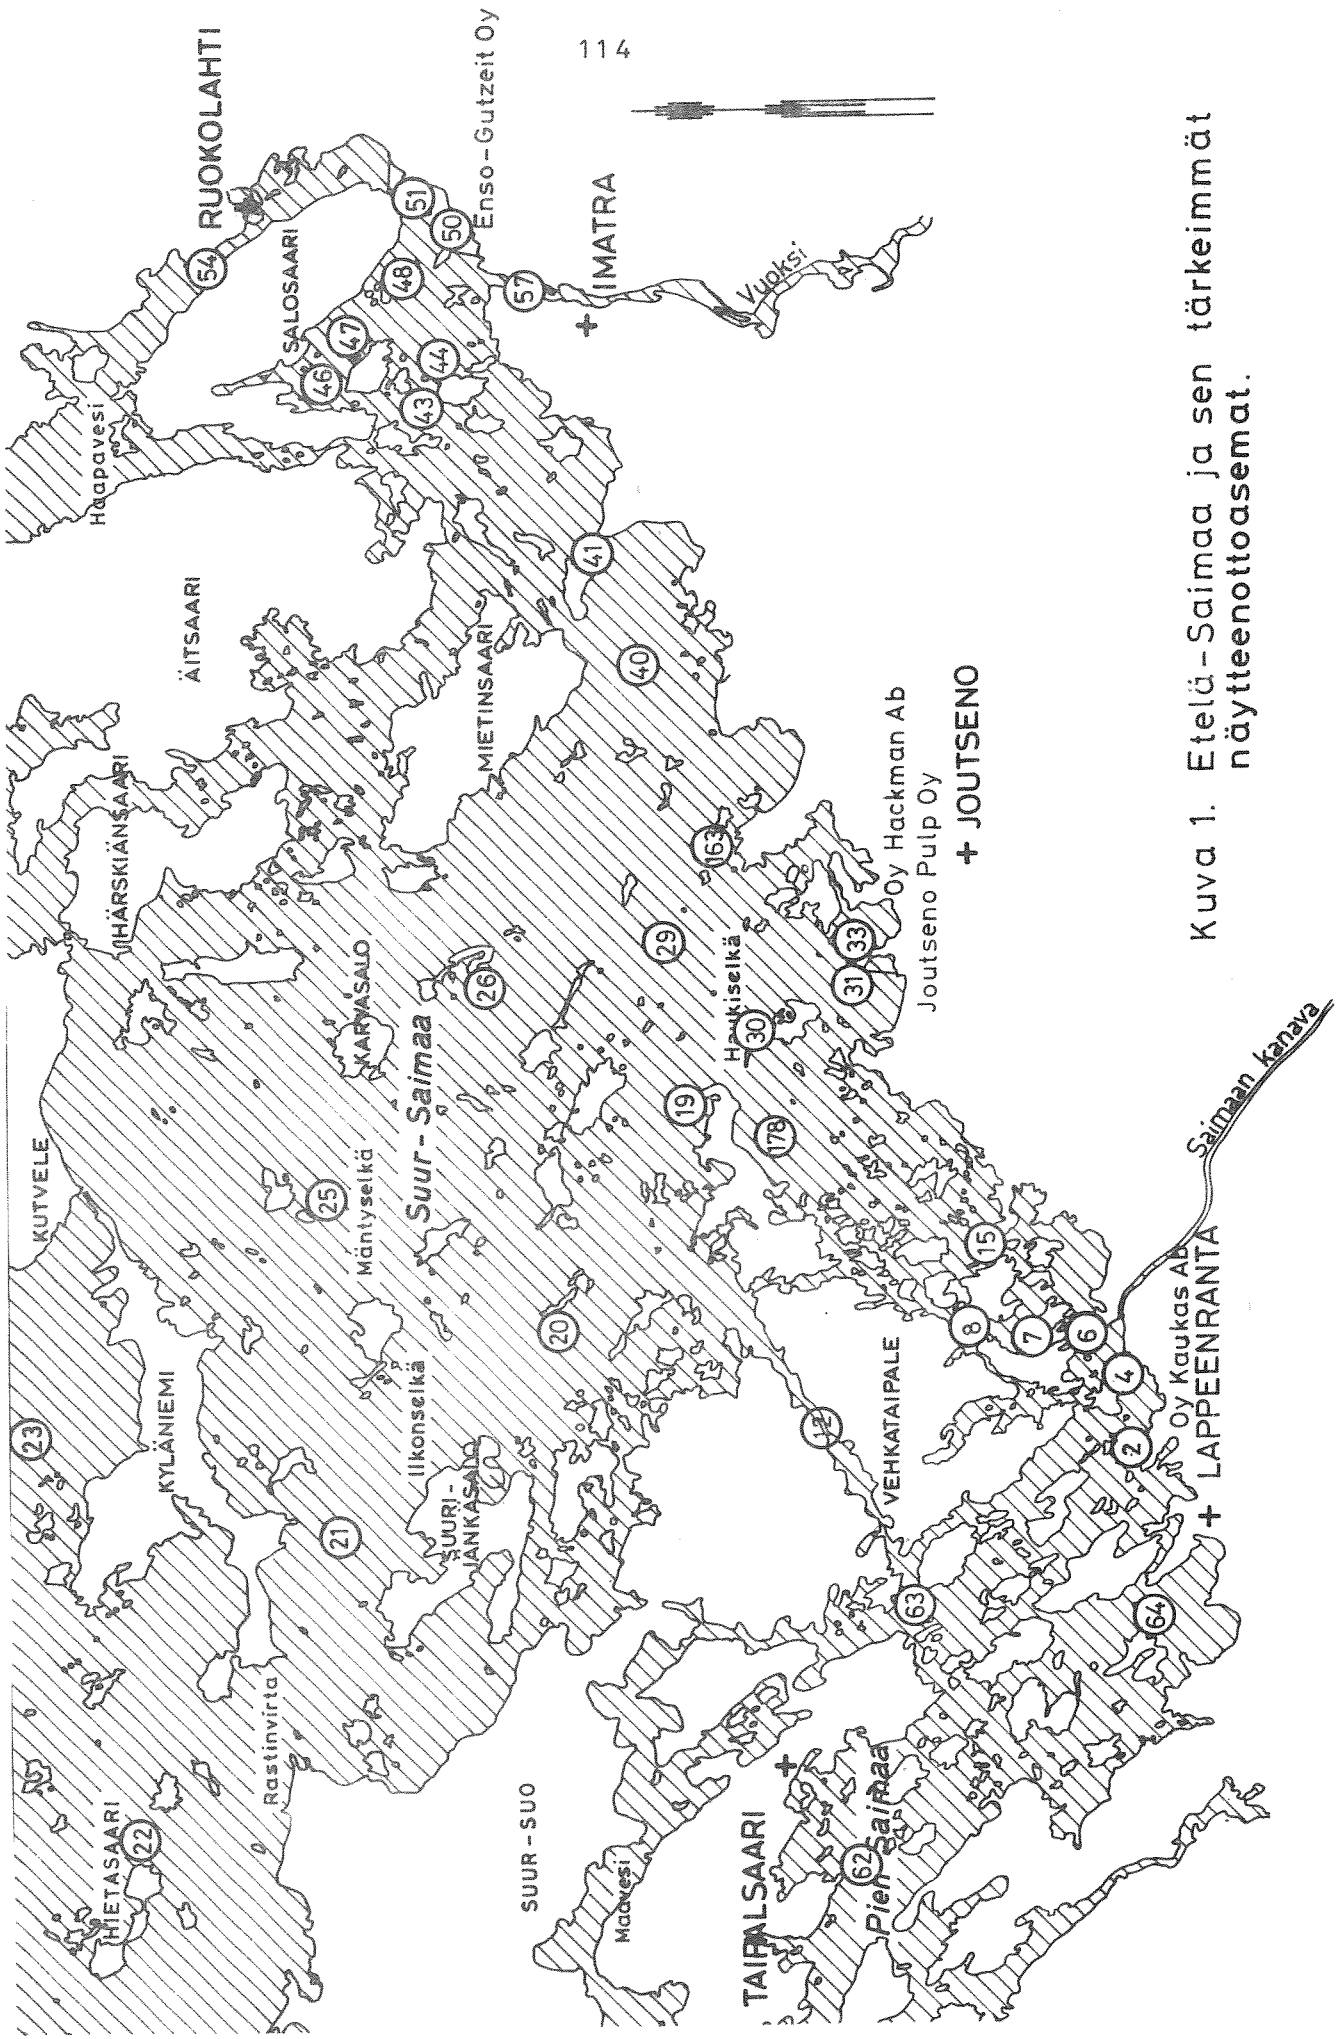 114
RUOKOLAHTI
Enso-Gutzeit Oy
54
51
50
SALOSAARI
48
57
IMATRA
Vuoksi
47
46
44
43
Haapavesi
41
ÄITSAARI
MIETINSAARI
40
HÄRSKIÄNSAARI
163
Oy Hackman Ab
Joutseno Pulp Oy
+ JOUTSENO
KARVASALO
Suur-Saimaa
26
29
Haukiselkä
33
31
30
19
178
Saimaan kanava
KUTVELE
25
Mäntyselkä
15
20
8
7
6
4
2
Oy Kaukas Ab
+ LAPPEENRANTA
23
KYLÄNIEMI
Ilkonselkä
12
VEHKATAIPALE
21
SUURI-
JÄNKASALO
63
64
Rastinvirta
HIETASAARI
22
SUUR-SUO
Maavesi
TAIPALSAARI
62
Pien-Saimaa
Kuva 1. Etelä-Saimaa ja sen tärkeimmät
näytteenottoasemat.